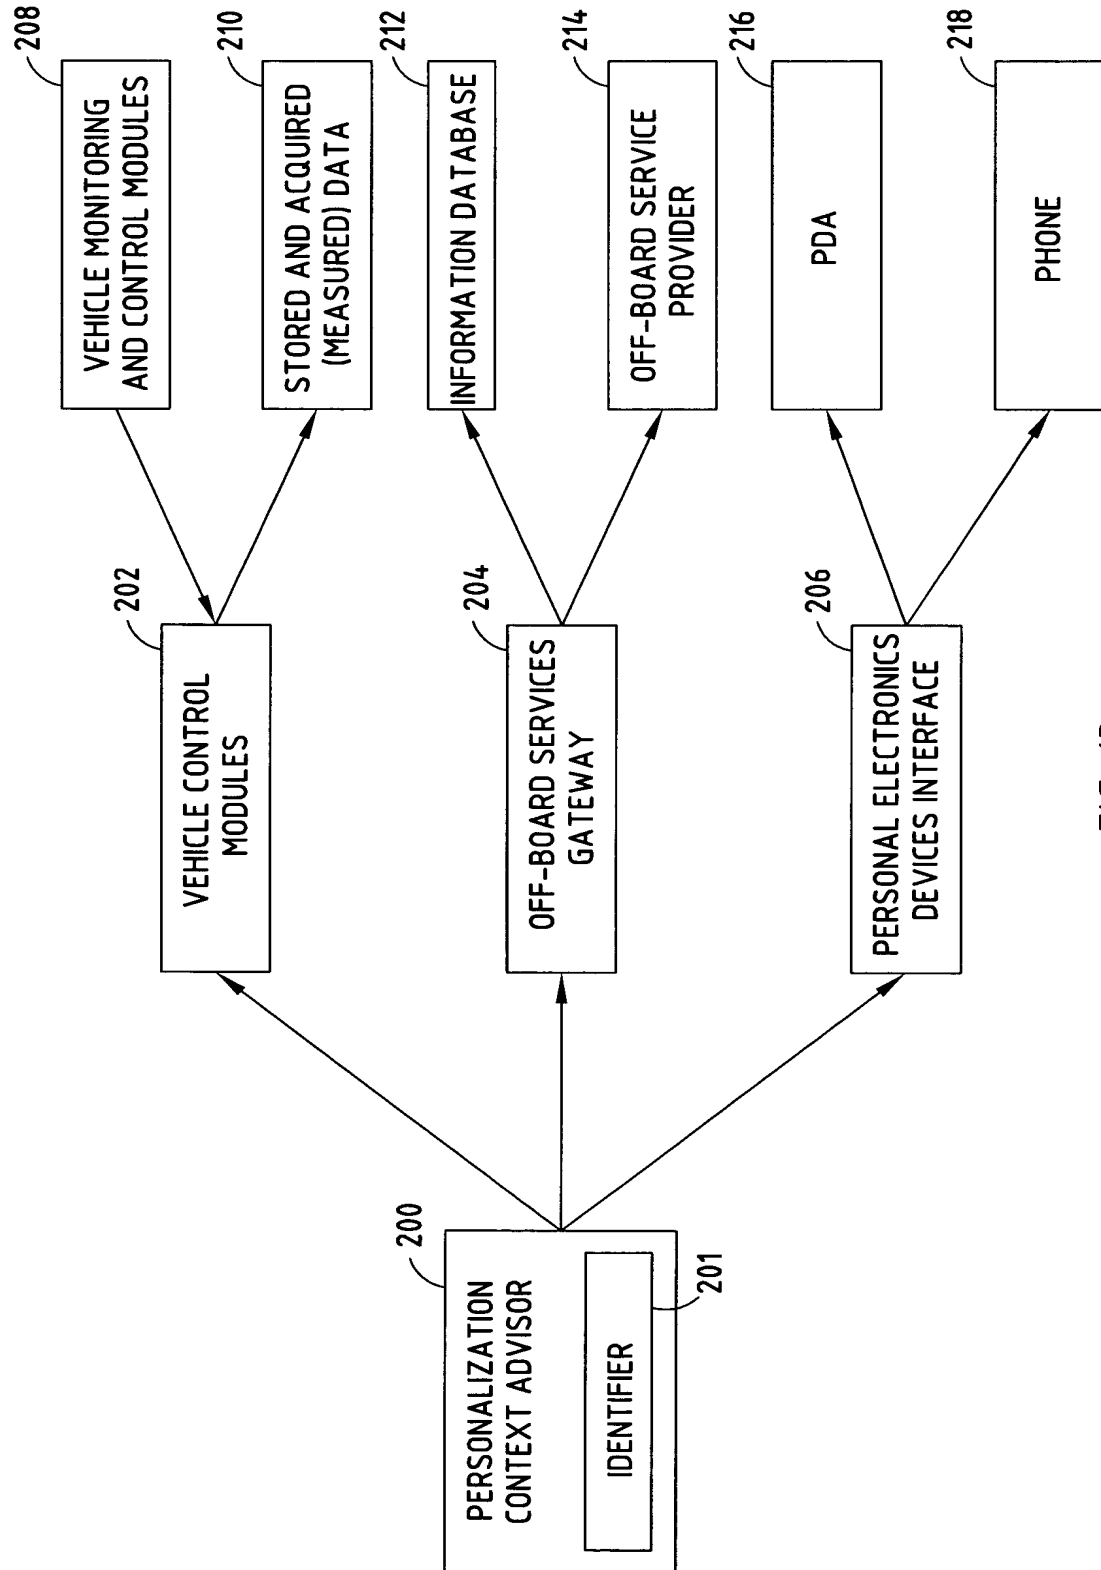 208
VEHICLE MONITORING
AND CONTROL MODULES
210
STORED AND ACQUIRED
(MEASURED) DATA
212
INFORMATION DATABASE
214
OFF-BOARD SERVICE
PROVIDER
216
PDA
218
PHONE
202
VEHICLE CONTROL
MODULES
204
OFF-BOARD SERVICES
GATEWAY
206
PERSONAL ELECTRONICS
DEVICES INTERFACE
200
PERSONALIZATION
CONTEXT ADVISOR
201
IDENTIFIER